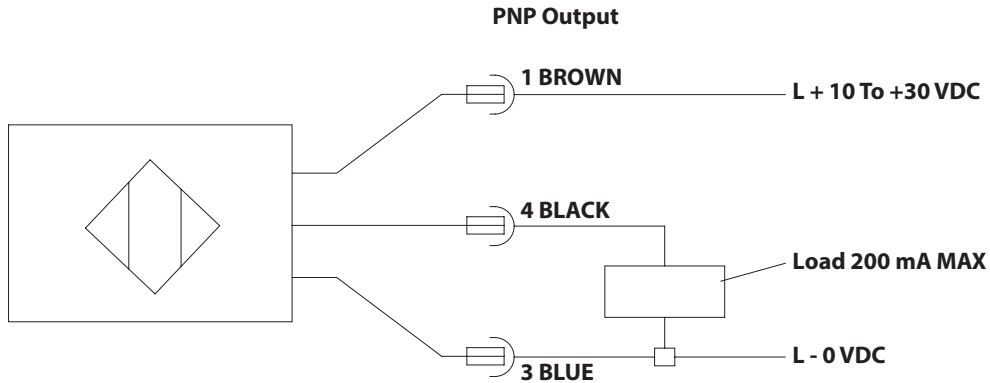 PNP Output
1 BROWN
L + 10 To +30 VDC
4 BLACK
Load 200 mA MAX
L - 0 VDC
3 BLUE